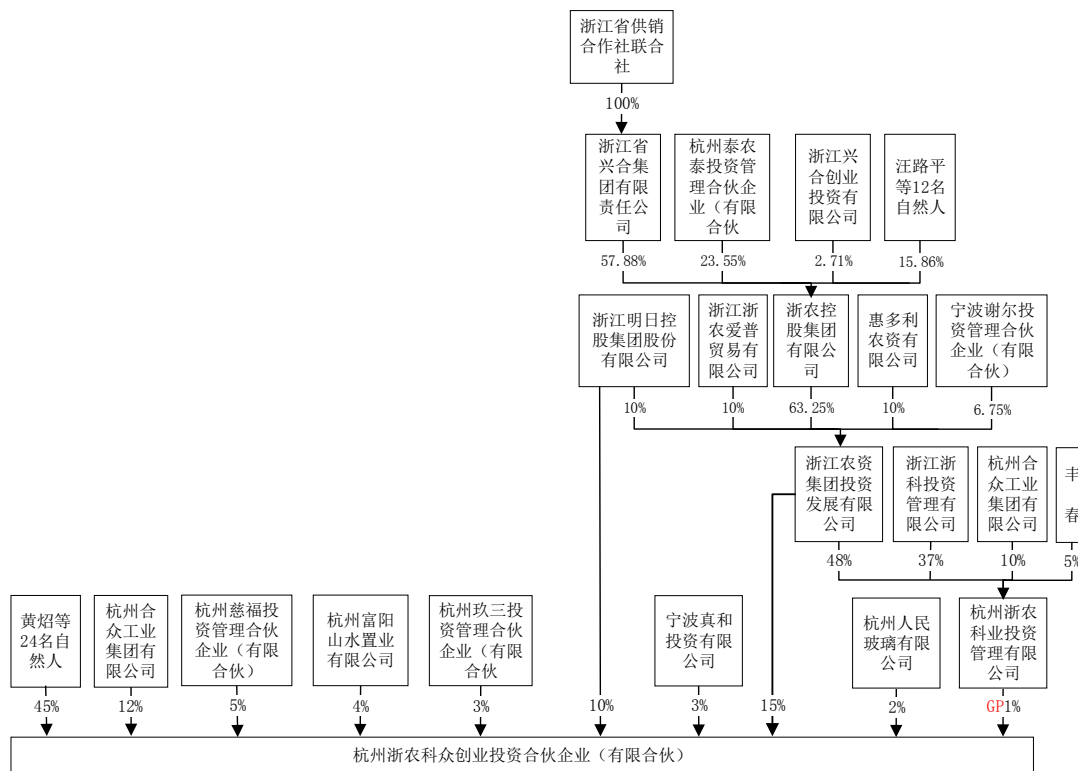 浙江省供销
合作社联合
社
100%
浙江省
兴合集
团有限
责任公
司
杭州泰农
泰投资管
理合伙企
业（有限
合伙
浙江兴
合创业
投资有
限公司
汪路平
等12名
自然人
57.88%
23.55%
2.71%
15.86%
浙江明日控
股集团股份
有限公司
浙江浙
农爱普
贸易有
限公司
浙农控
股集团
有限公
司
惠多利
农资有
限公司
宁波谢尔投
资管理合伙
企业（有限
合伙）
10%
10%
63.25%
10%
6.75%
浙江农资
集团投资
发展有限
公司
浙江浙
科投资
管理有
限公司
杭州合
众工业
集团有
限公司
丰
春
48%
37%
10%
5%
黄炤等
24名自
然人
杭州合
众工业
集团有
限公司
杭州慈福投
资管理合伙
企业（有限
合伙）
杭州富阳
山水置业
有限公司
杭州玖三投
资管理合伙
企业（有限
合伙
宁波真和
投资有限
公司
杭州人民
玻璃有限
公司
杭州浙农
科业投资
管理有限
公司
45%
12%
5%
4%
3%
10%
3%
15%
2%
GP1%
杭州浙农科众创业投资合伙企业（有限合伙）